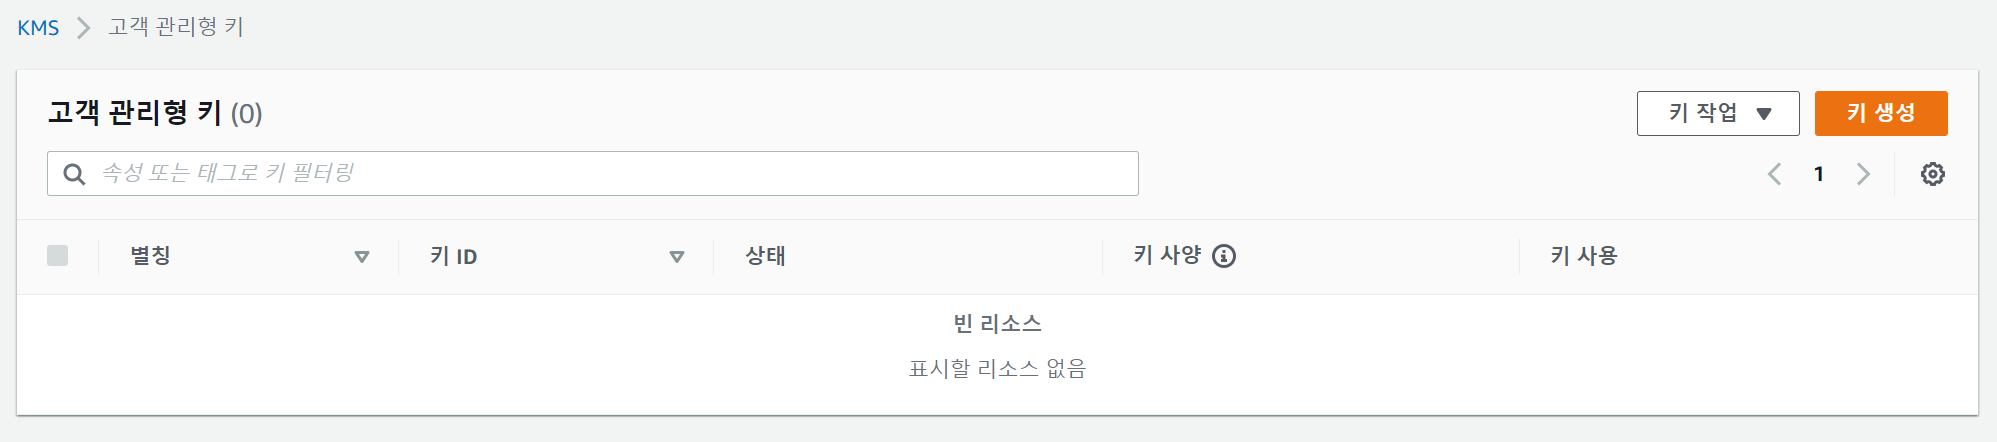 KMS 고객 관리형 키
고객 관리형 키 (0)
키 작업
키 생성
속성 또는 태그로 키 필터링
1
별칭 키 ID 상태 키 사양 키 사용
빈 리소스
표시할 리소스 없음